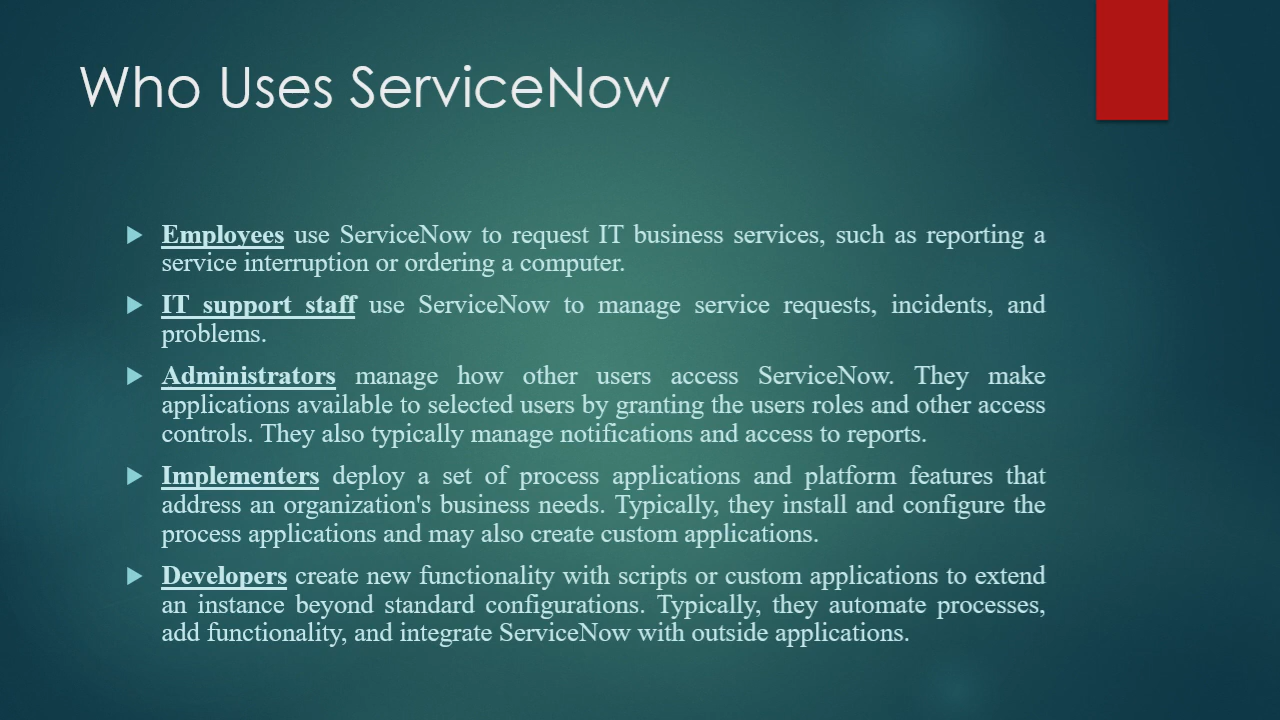 Who Uses ServiceNow
Employees use ServiceNow to request IT business services, such as reporting a
service interruption or ordering a computer.
IT support staff use ServiceNow to manage service requests, incidents, and
problems.
Administrators manage how other users access ServiceNow. They make
applications available to selected users by granting the users roles and other access
controls. They also typically manage notifications and access to reports.
Implementers deploy a set of process applications and platform features that
address an organization's business needs. Typically, they install and configure the
process applications and may also create custom applications.
Developers create new functionality with scripts or custom applications to extend
an instance beyond standard configurations. Typically, they automate processes,
add functionality, and integrate ServiceNow with outside applications.